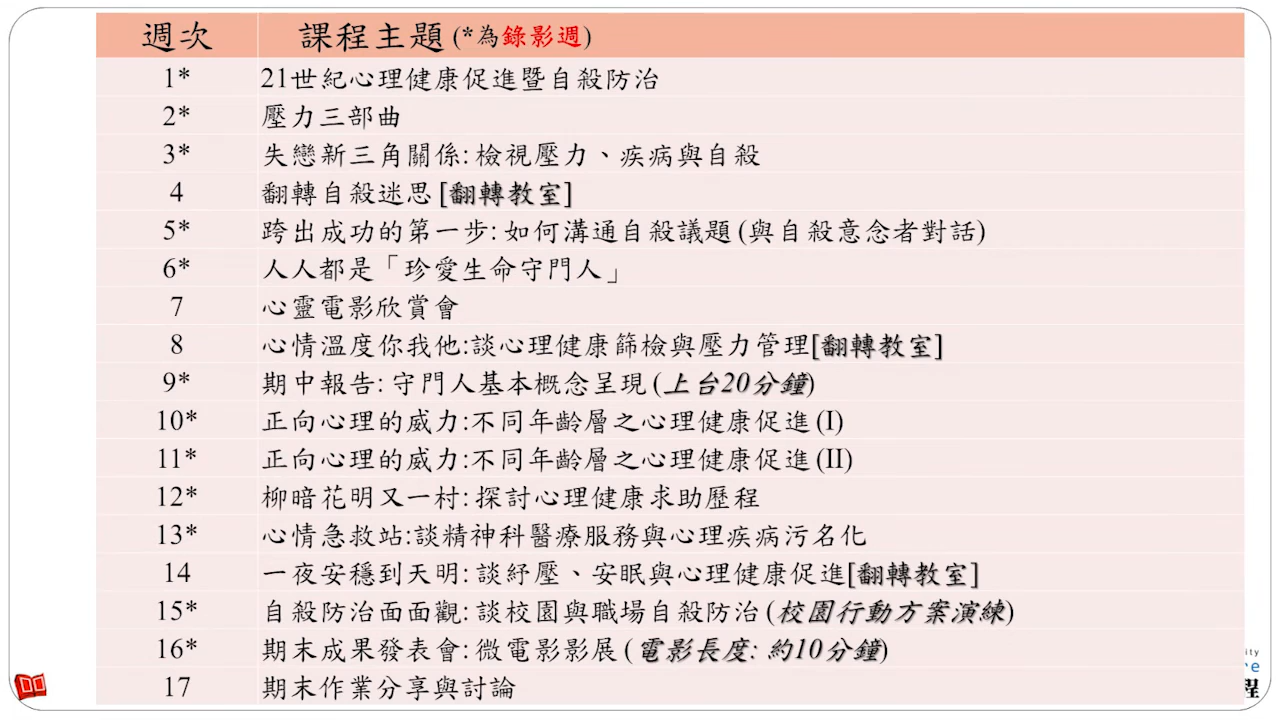 週次 課程主題 (*為錄影週)
1* 21世紀心理健康促進暨自殺防治
2* 壓力三部曲
3* 失戀新三角關係: 檢視壓力、疾病與自殺
4 翻轉自殺迷思 [翻轉教室]
5* 跨出成功的第一步: 如何溝通自殺議題 (與自殺意念者對話)
6* 人人都是「珍愛生命守門人」
7 心靈電影欣賞會
8 心情溫度你我他:談心理健康篩檢與壓力管理[翻轉教室]
9* 期中報告: 守門人基本概念呈現 (上台20分鐘)
10* 正向心理的威力:不同年齡層之心理健康促進 (I)
11* 正向心理的威力:不同年齡層之心理健康促進 (II)
12* 柳暗花明又一村: 探討心理健康求助歷程
13* 心情急救站:談精神科醫療服務與心理疾病污名化
14 一夜安穩到天明: 談紓壓、安眠與心理健康促進[翻轉教室]
15* 自殺防治面面觀: 談校園與職場自殺防治 (校園行動方案演練)
16* 期末成果發表會: 微電影影展 ( 電影長度: 約10分鐘)
17 期末作業分享與討論
ity
re
程